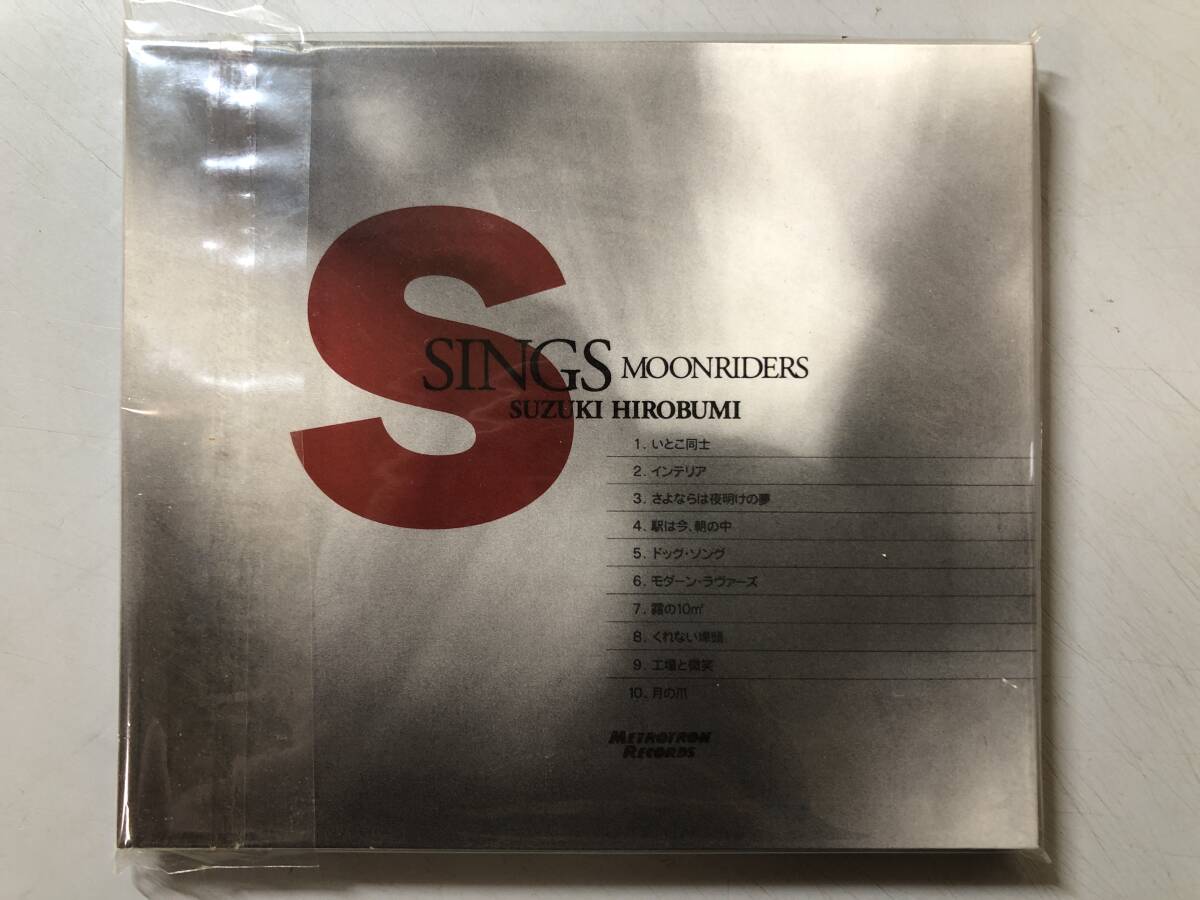 S
SINGS MOONRIDERS
SUZUKI HIROBUMI
1. いとこ同士
2. インテリア
3. さよならは夜明けの夢
4. 駅は今、朝の中
5. ドッグ・ソング
6. モダーン・ラヴァーズ
7. 霧の10㎡
8. くれない埠頭
9. 工場と微笑
10. 月の爪
METROTRON
RECORDS